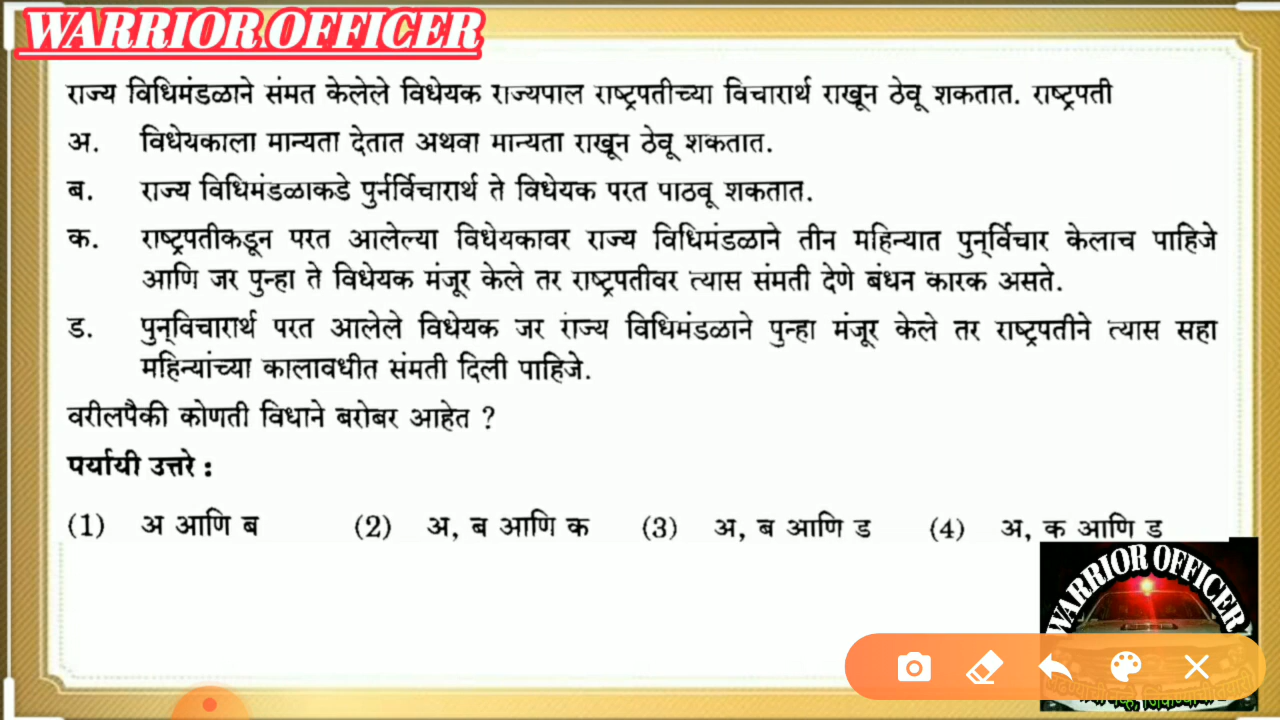 WARRIOR OFFICER
राज्य विधिमंडळाने संमत केलेले विधेयक राज्यपाल राष्ट्रपतीच्या विचारार्थ राखून ठेवू शकतात. राष्ट्रपती
अ. विधेयकाला मान्यता देतात अथवा मान्यता राखून ठेवू शकतात.
ब. राज्य विधिमंडळाकडे पुर्नर्विचारार्थ ते विधेयक परत पाठवू शकतात.
क. राष्ट्रपतीकडून परत आलेल्या विधेयकावर राज्य विधिमंडळाने तीन महिन्यात पुन्र्विचार केलाच पाहिजे
आणि जर पुन्हा ते विधेयक मंजूर केले तर राष्ट्रपतीवर त्यास संमती देणे बंधन कारक असते.
ड. पुन्विचारार्थ परत आलेले विधेयक जर राज्य विधिमंडळाने पुन्हा मंजूर केले तर राष्ट्रपतीने त्यास सहा
महिन्यांच्या कालावधीत संमती दिली पाहिजे.
वरीलपैकी कोणती विधाने बरोबर आहेत ?
पर्यायी उत्तरे :
(1) अ आणि ब (2) अ, ब आणि क (3) अ, ब आणि ड (4) अ, क आणि ड
WARRIOR OFFICER